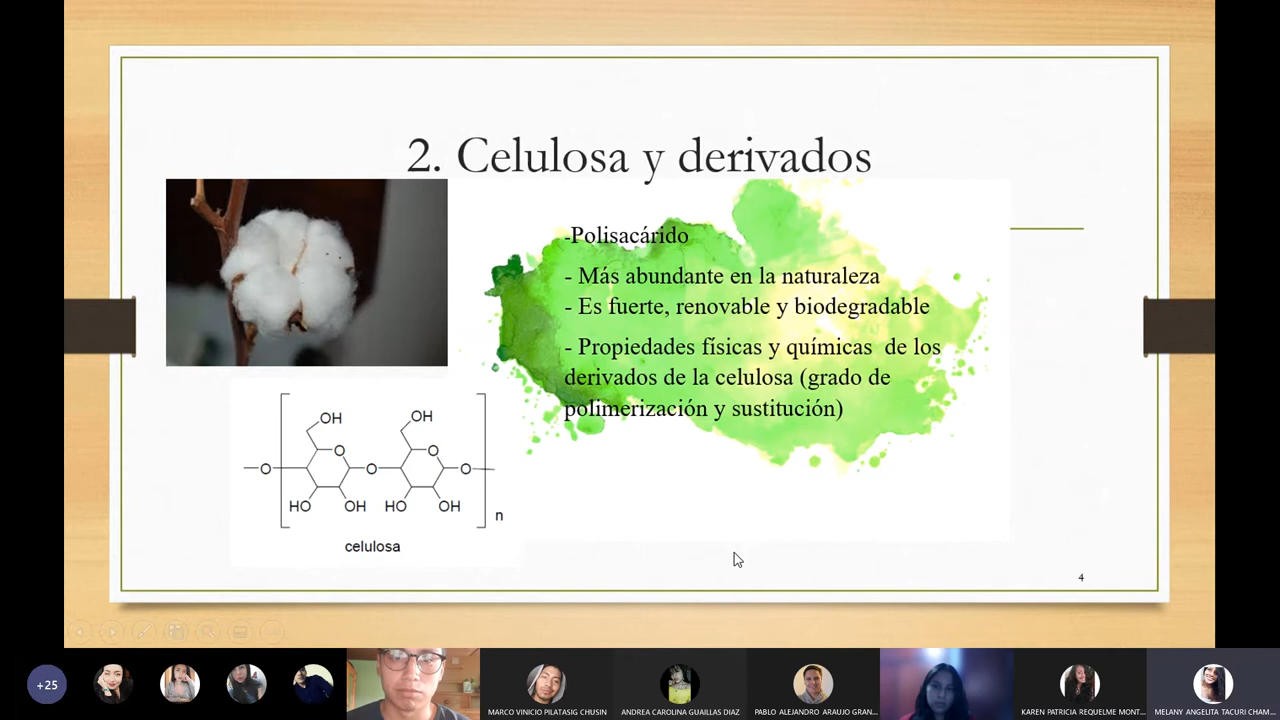 2. Celulosa y derivados
-Polisacárido
- Más abundante en la naturaleza
- Es fuerte, renovable y biodegradable
- Propiedades físicas y químicas de los
derivados de la celulosa (grado de
polimerización y sustitución)
OH
OH
O
O
O
O
O
HO
OH
HO
OH
n
celulosa
4
+25
MARCO VINICIO PILATASIG CHUSIN
ANDREA CAROLINA GUAILLAS DIAZ
PABLO ALEJANDRO ARAUJO GRAN...
KAREN PATRICIA REQUELME MONT...
MELANY ANGELITA TACURI CHAM...